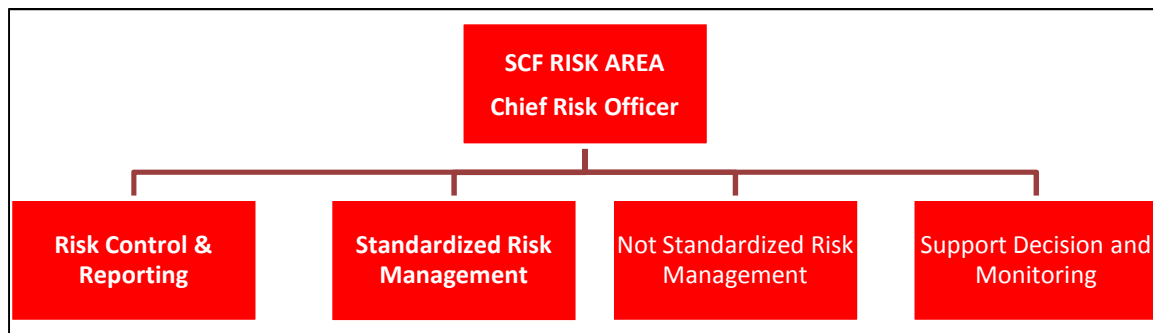 SCF RISK AREA
Chief Risk Officer
Risk Control &
Reporting
Standardized Risk
Management
Not Standardized Risk
Management
Support Decision and
Monitoring